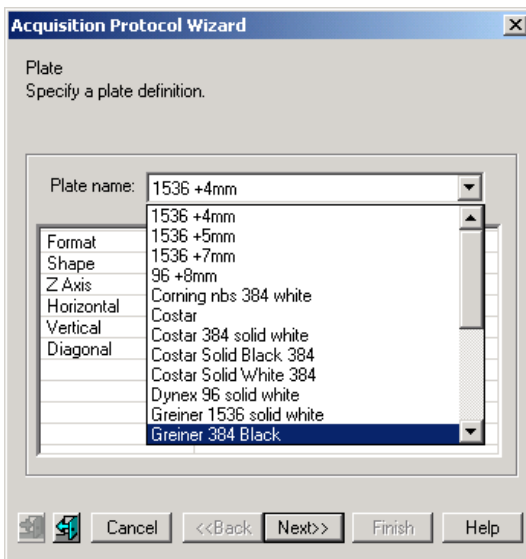 Acquisition Protocol Wizard
Plate
Specify a plate definition.
Plate name: 1536 +4mm
1536 +4mm
1536 +5mm
1536 +7mm
96 +8mm
Corning nbs 384 white
Costar
Costar 384 solid white
Costar Solid Black 384
Costar Solid White 384
Dynex 96 solid white
Greiner 1536 solid white
Greiner 384 Black
Format
Shape
Z Axis
Horizontal
Vertical
Diagonal
Cancel <<Back Next>> Finish Help